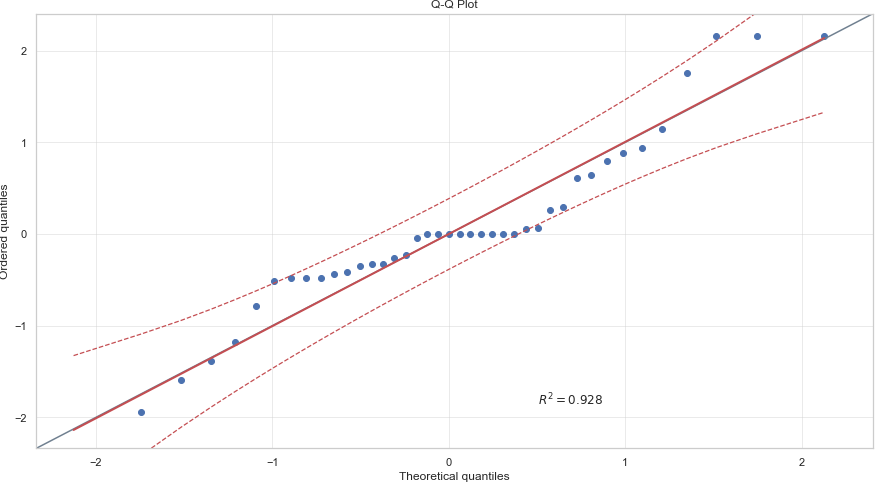 Q-Q Plot
2
1
0
−1
−2
Ordered quantiles
R² = 0.928
−2
−1
0
1
2
Theoretical quantiles